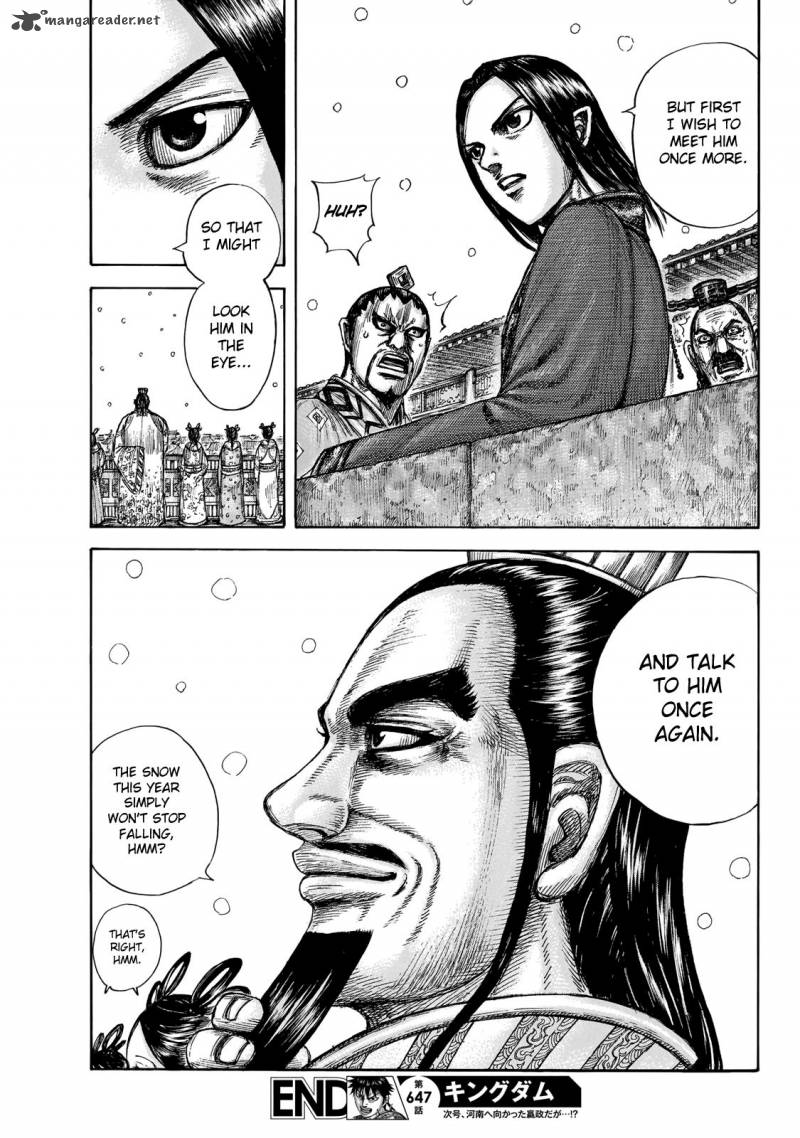 mangareader.net
BUT FIRST
I WISH TO
MEET HIM
ONCE MORE.
HUH?
SO THAT
I MIGHT
LOOK
HIM IN
THE
EYE...
AND TALK
TO HIM
ONCE
AGAIN.
THE SNOW
THIS YEAR
SIMPLY
WON'T STOP
FALLING,
HMM?
THAT'S
RIGHT,
HMM.
END
第
647
話
キングダム
次号、河南へ向かった嬴政だが…!?